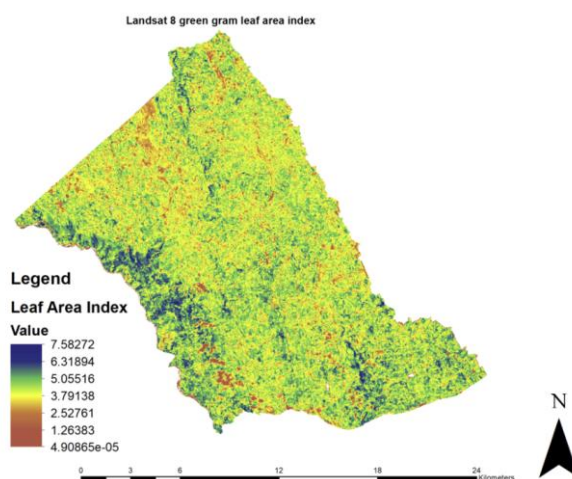 Landsat 8 green gram leaf area index
Legend
Leaf Area Index
Value
7.58272
6.31894
5.05516
3.79138
2.52761
1.26383
4.90865e-05
N
0 3 6 12 18 24
Kilometers